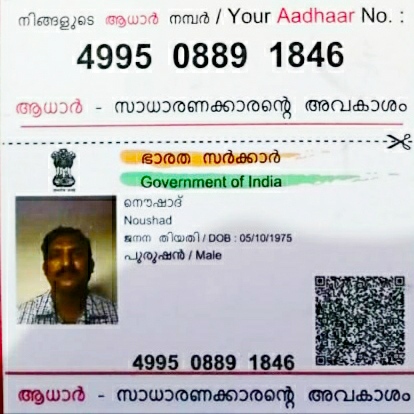 നിങ്ങളുടെ ആധാർ നമ്പർ / Your Aadhaar No. :
4995 0889 1846
ആധാർ - സാധാരണക്കാരന്റെ അവകാശം
ഭാരത സർക്കാർ
Government of India
നൌഷാദ്
Noushad
ജനന തിയതി / DOB : 05/10/1975
പുരുഷൻ / Male
4995 0889 1846
ആധാർ - സാധാരണക്കാരന്റെ അവകാശം